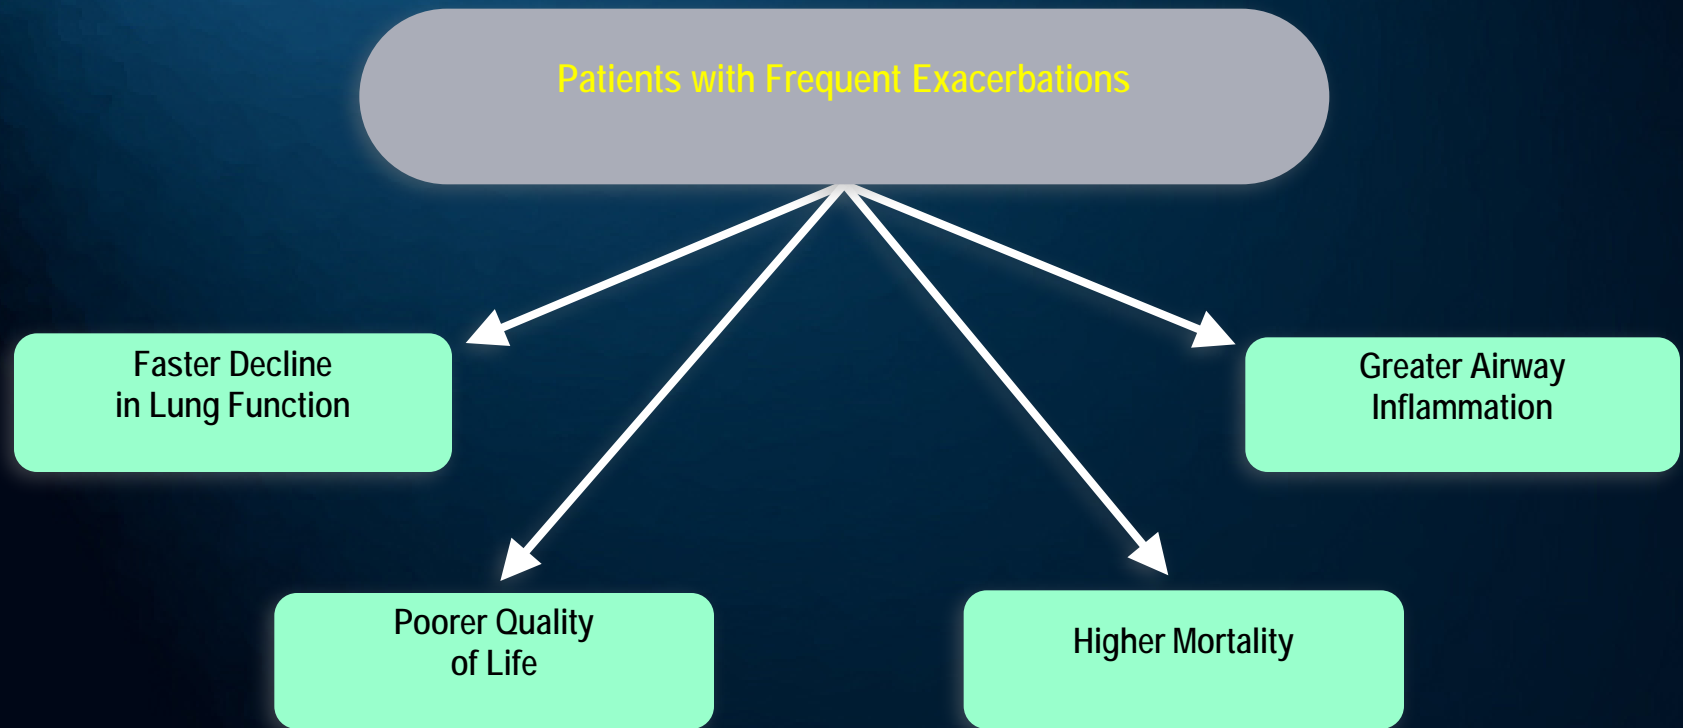 Patients with Frequent Exacerbations
Faster Decline
in Lung Function
Greater Airway
Inflammation
Poorer Quality
of Life
Higher Mortality